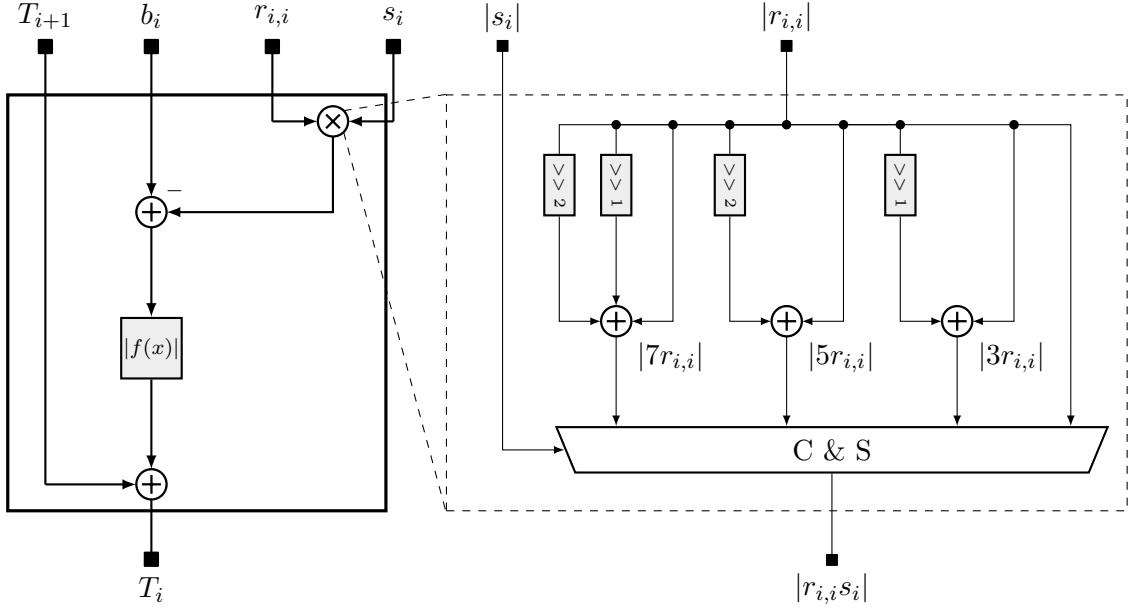 T_{i+1} b_i r_{i,i} s_i |s_i| |r_{i,i}|
−
>>2 >>1 >>2 >>1
|f(x)|
|7r_{i,i}| |5r_{i,i}| |3r_{i,i}|
C & S
T_i |r_{i,i}s_i|